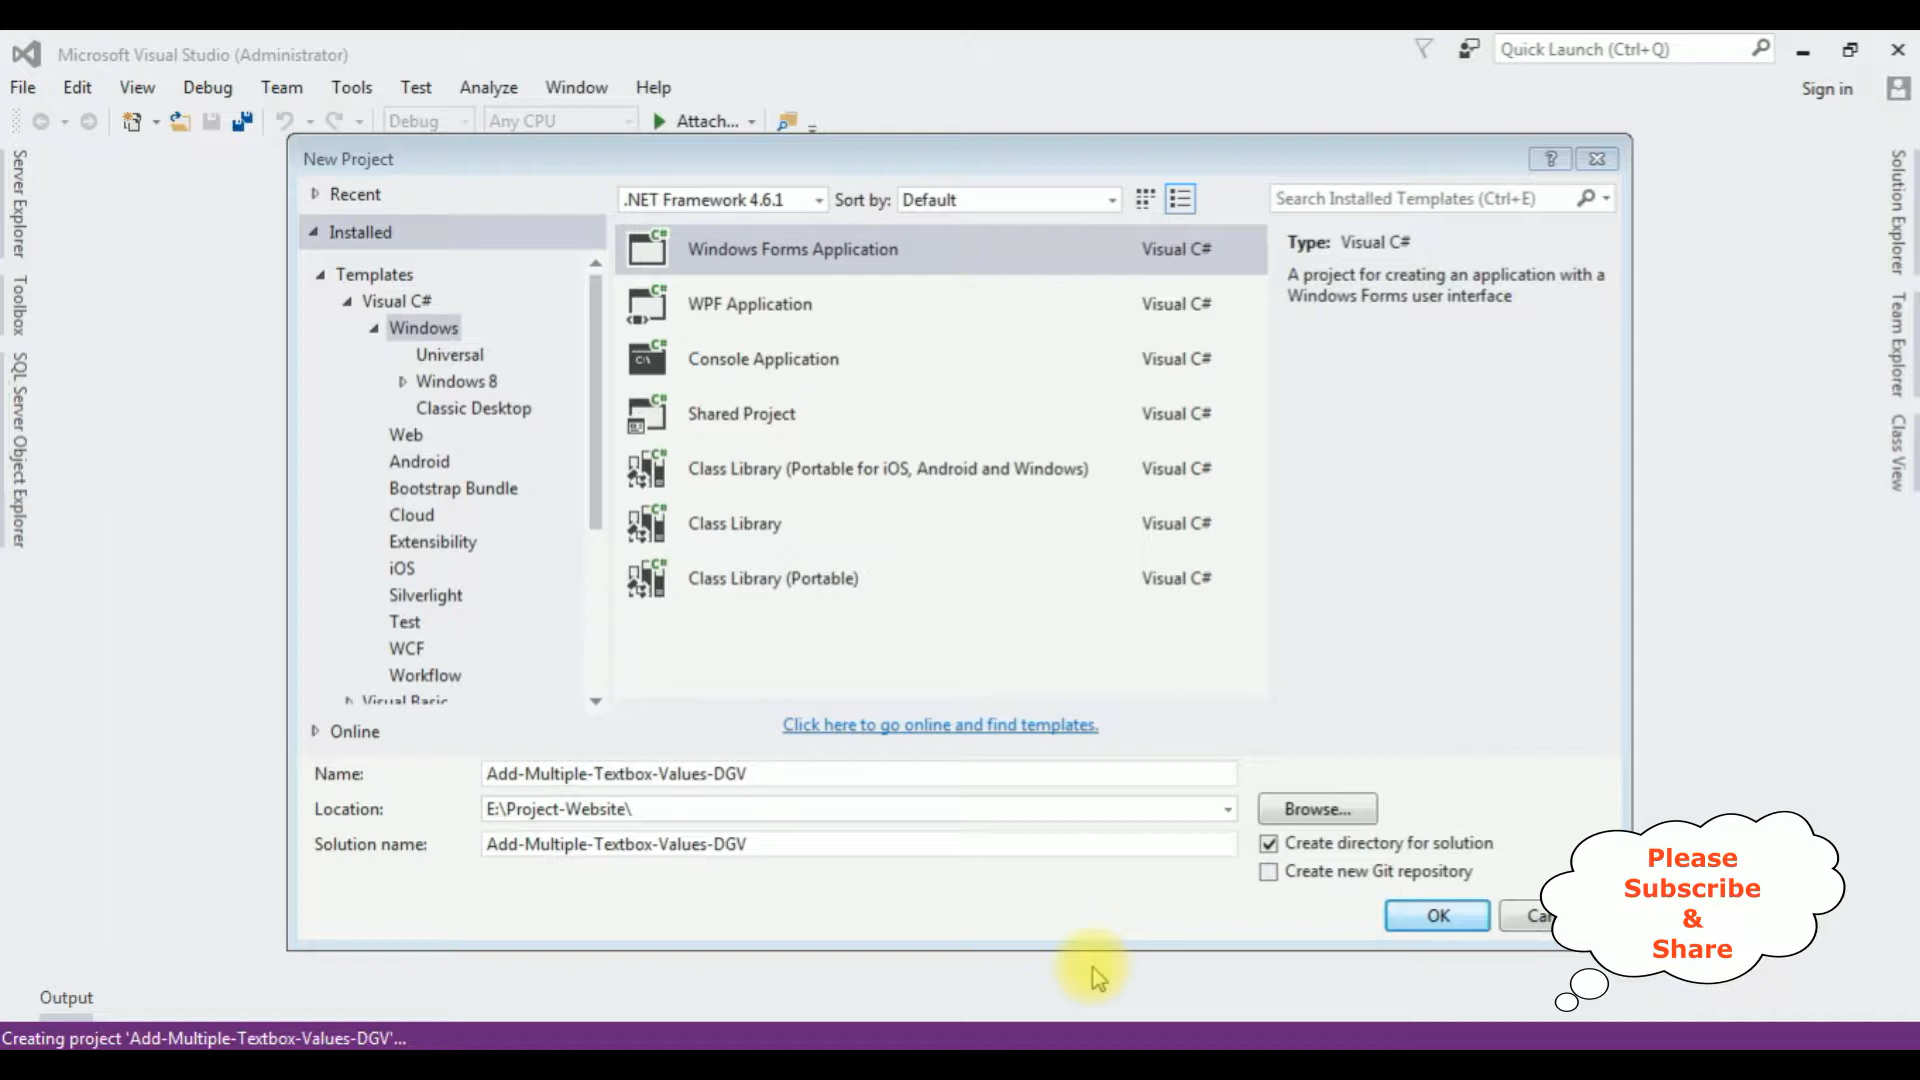 Microsoft Visual Studio (Administrator)
Quick Launch (Ctrl+Q)
File Edit View Debug Team Tools Test Analyze Window Help
Sign in
Debug Any CPU Attach...
Server Explorer
Toolbox
SQL Server Object Explorer
Solution Explorer
Team Explorer
Class View
New Project
Recent
.NET Framework 4.6.1 Sort by: Default
Search Installed Templates (Ctrl+E)
Installed
Templates
Visual C#
Windows
Universal
Windows 8
Classic Desktop
Web
Android
Bootstrap Bundle
Cloud
Extensibility
iOS
Silverlight
Test
WCF
Workflow
Visual Basic
Online
Windows Forms Application Visual C#
WPF Application Visual C#
Console Application Visual C#
Shared Project Visual C#
Class Library (Portable for iOS, Android and Windows) Visual C#
Class Library Visual C#
Class Library (Portable) Visual C#
Type: Visual C#
A project for creating an application with a
Windows Forms user interface
Click here to go online and find templates.
Name: Add-Multiple-Textbox-Values-DGV
Location: E:\Project-Website\ Browse...
Solution name: Add-Multiple-Textbox-Values-DGV
Create directory for solution
Create new Git repository
OK
Please
Subscribe
&
Share
Output
Creating project 'Add-Multiple-Textbox-Values-DGV'...